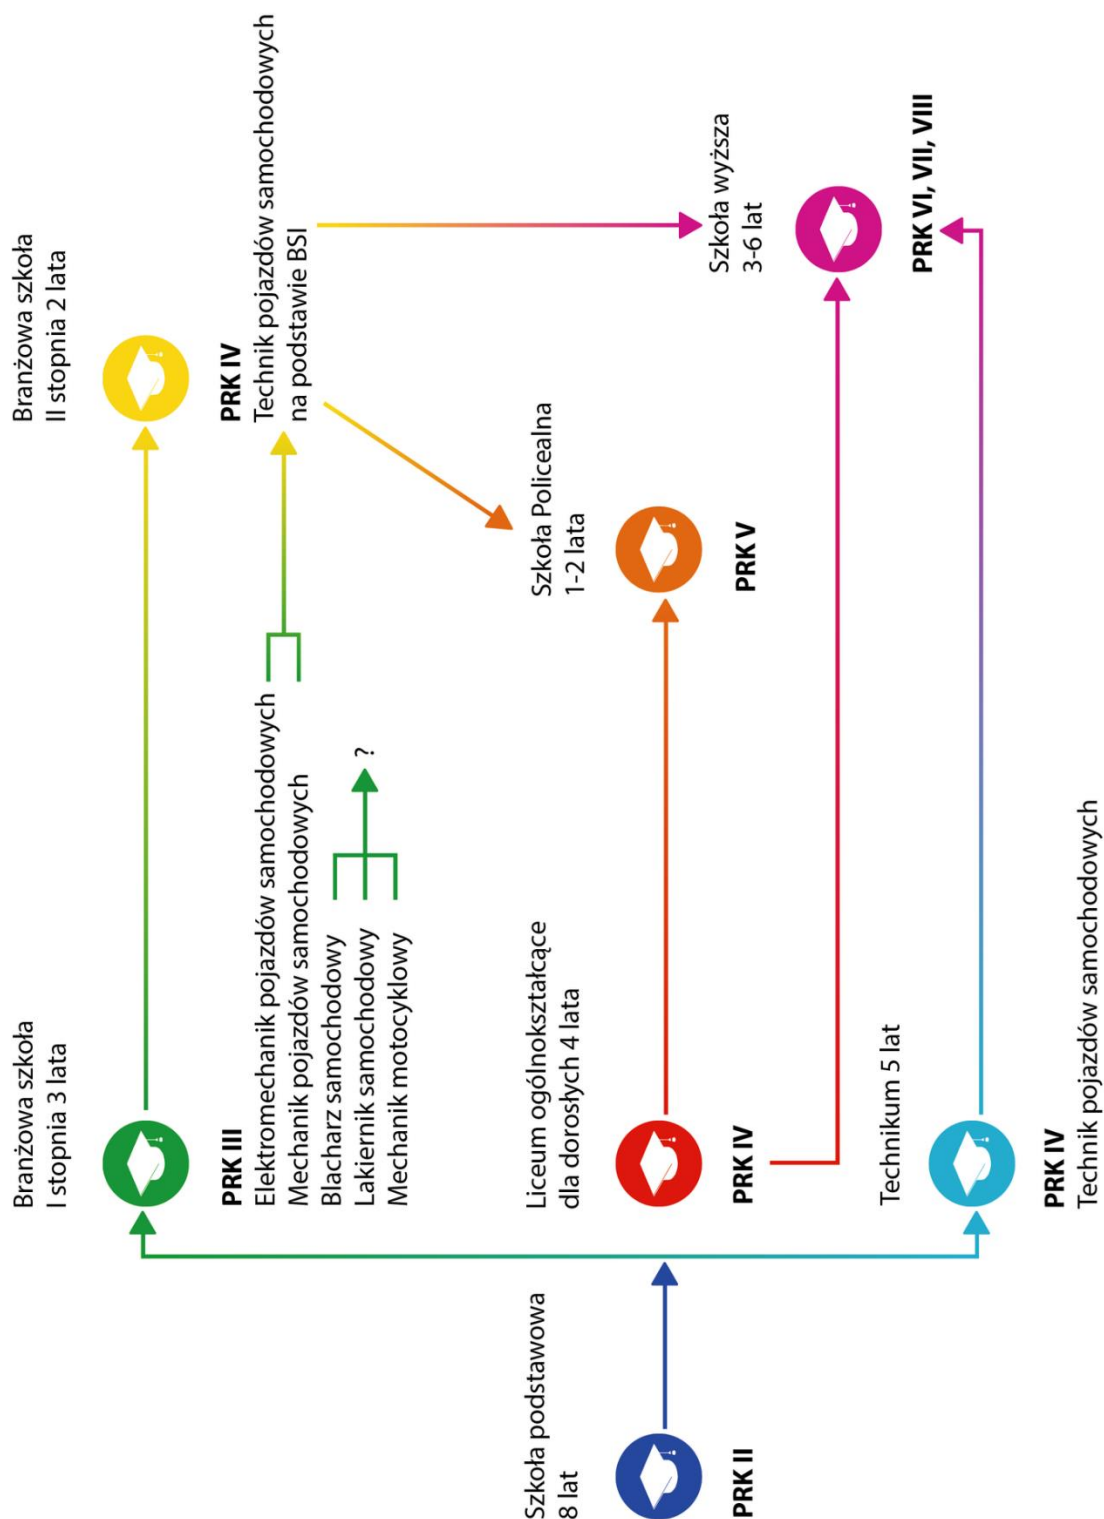 Szkoła podstawowa
8 lat
PRK II
Branżowa szkoła
I stopnia 3 lata
PRK III
Elektromechanik pojazdów samochodowych
Mechanik pojazdów samochodowych
Blacharz samochodowy
Lakiernik samochodowy
Mechanik motocyklowy
?
Branżowa szkoła
II stopnia 2 lata
PRK IV
Technik pojazdów samochodowych
na podstawie BSI
Liceum ogólnokształcące
dla dorosłych 4 lata
PRK IV
Szkoła Policealna
1-2 lata
PRK V
Szkoła wyższa
3-6 lat
PRK VI, VII, VIII
Technikum 5 lat
PRK IV
Technik pojazdów samochodowych